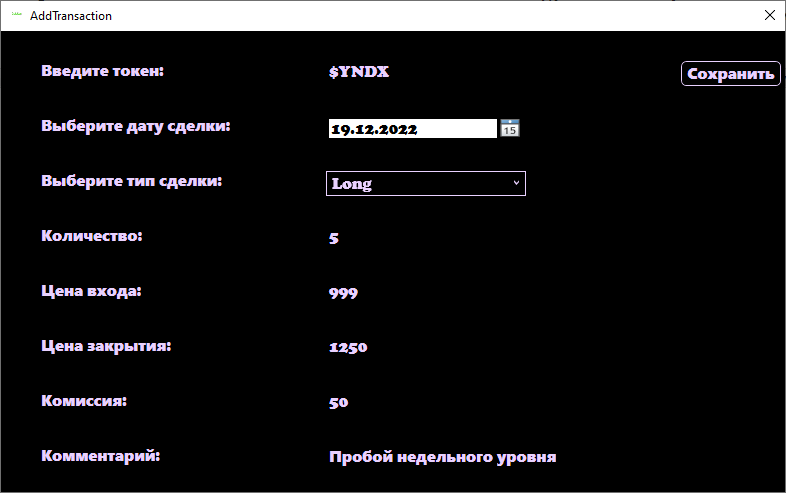 AddTransaction
Введите токен: $YNDX Сохранить
Выберите дату сделки: 19.12.2022 15
Выберите тип сделки: Long
Количество: 5
Цена входа: 999
Цена закрытия: 1250
Комиссия: 50
Комментарий: Пробой недельного уровня